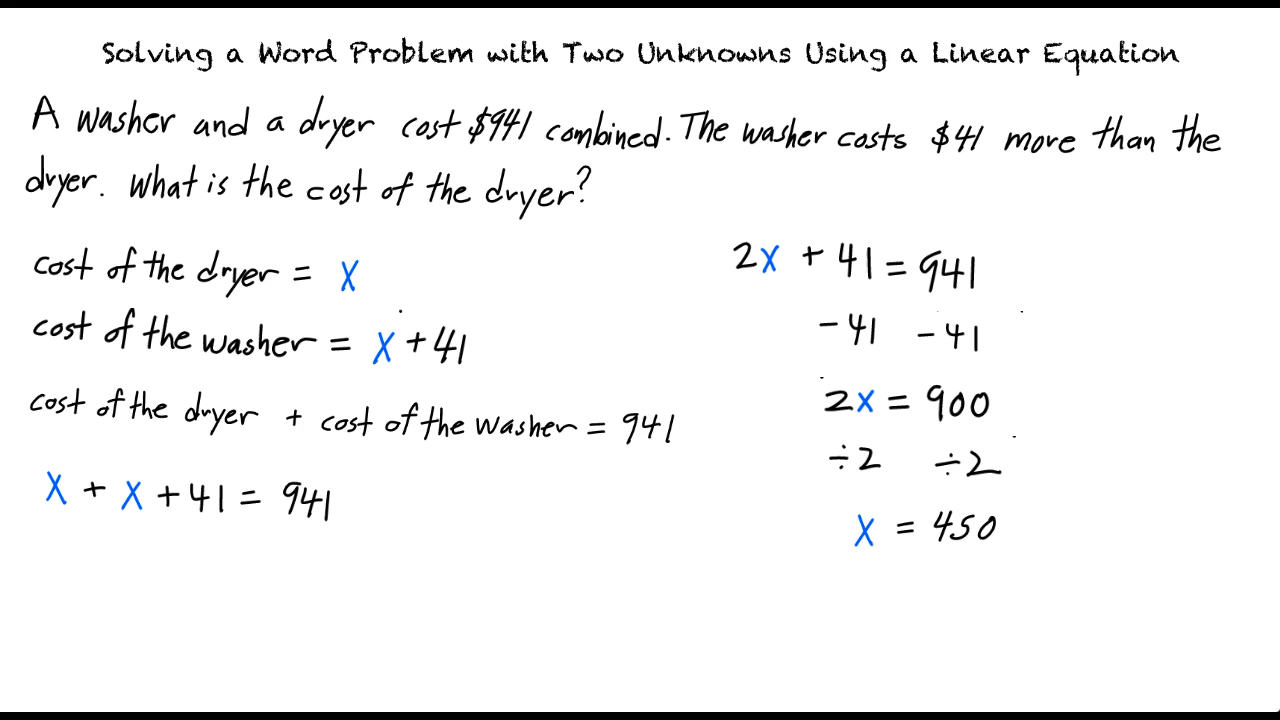 Solving a Word Problem with Two Unknowns Using a Linear Equation
A washer and a dryer cost $941 combined. The washer costs $41 more than the
dryer. What is the cost of the dryer?
cost of the dryer = x
cost of the washer = x + 41
cost of the dryer + cost of the washer = 941
x + x + 41 = 941
2x + 41 = 941
- 41 - 41
2x = 900
÷2 ÷2
x = 450